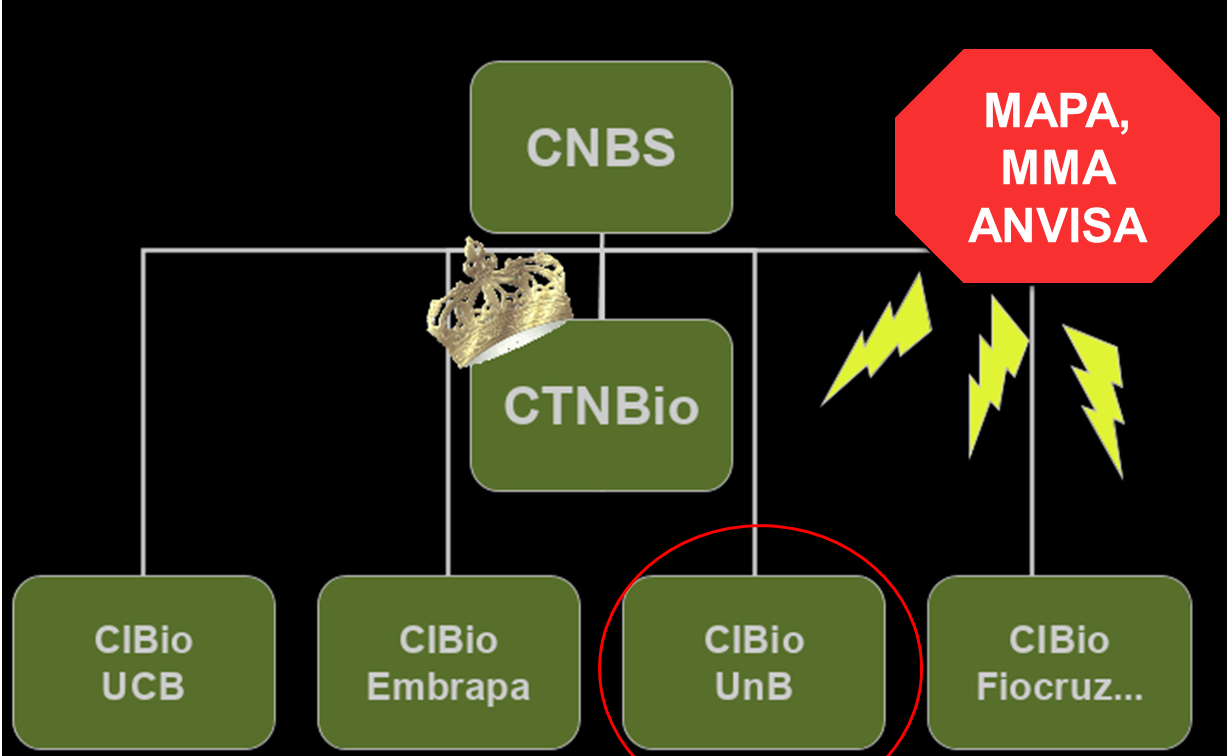 CNBS
MAPA,
MMA
ANVISA
CTNBio
CIBio
UCB
CIBio
Embrapa
CIBio
UnB
CIBio
Fiocruz...